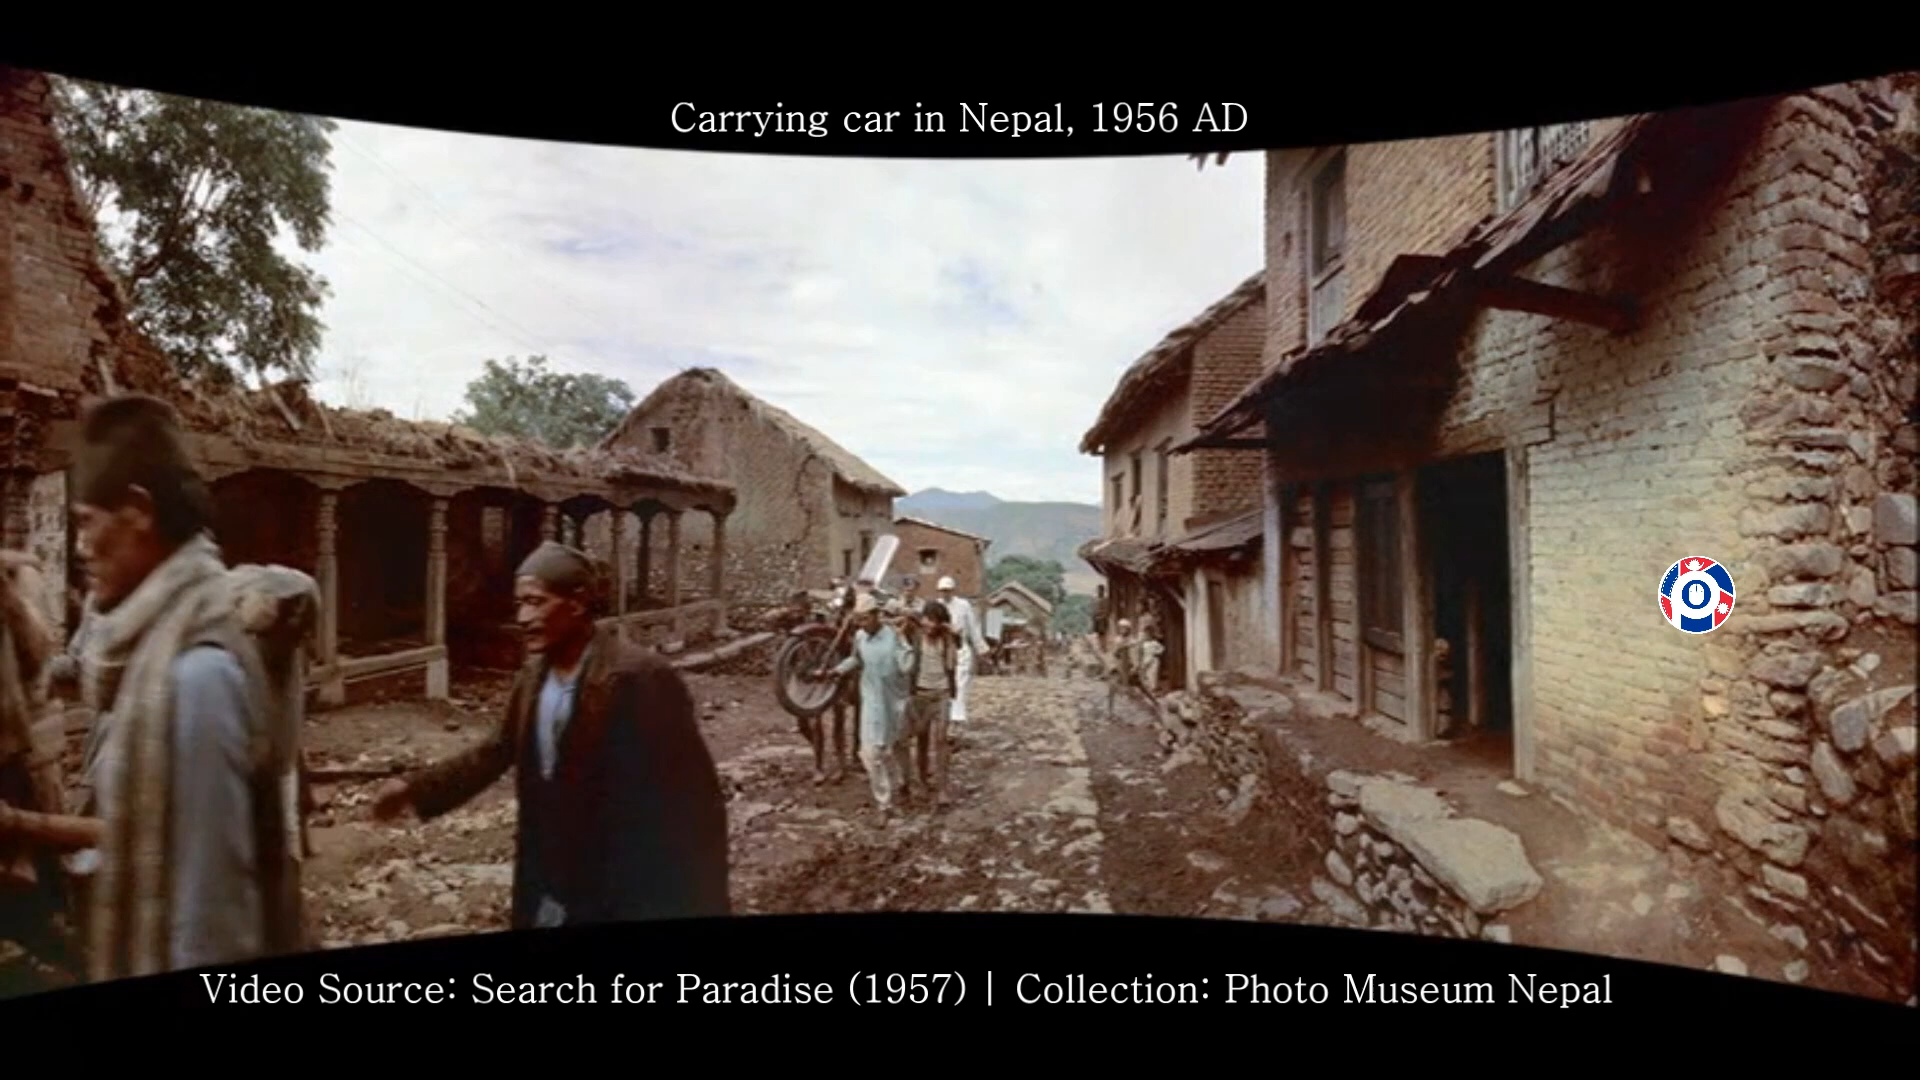 Carrying car in Nepal, 1956 AD
Video Source: Search for Paradise (1957) | Collection: Photo Museum Nepal